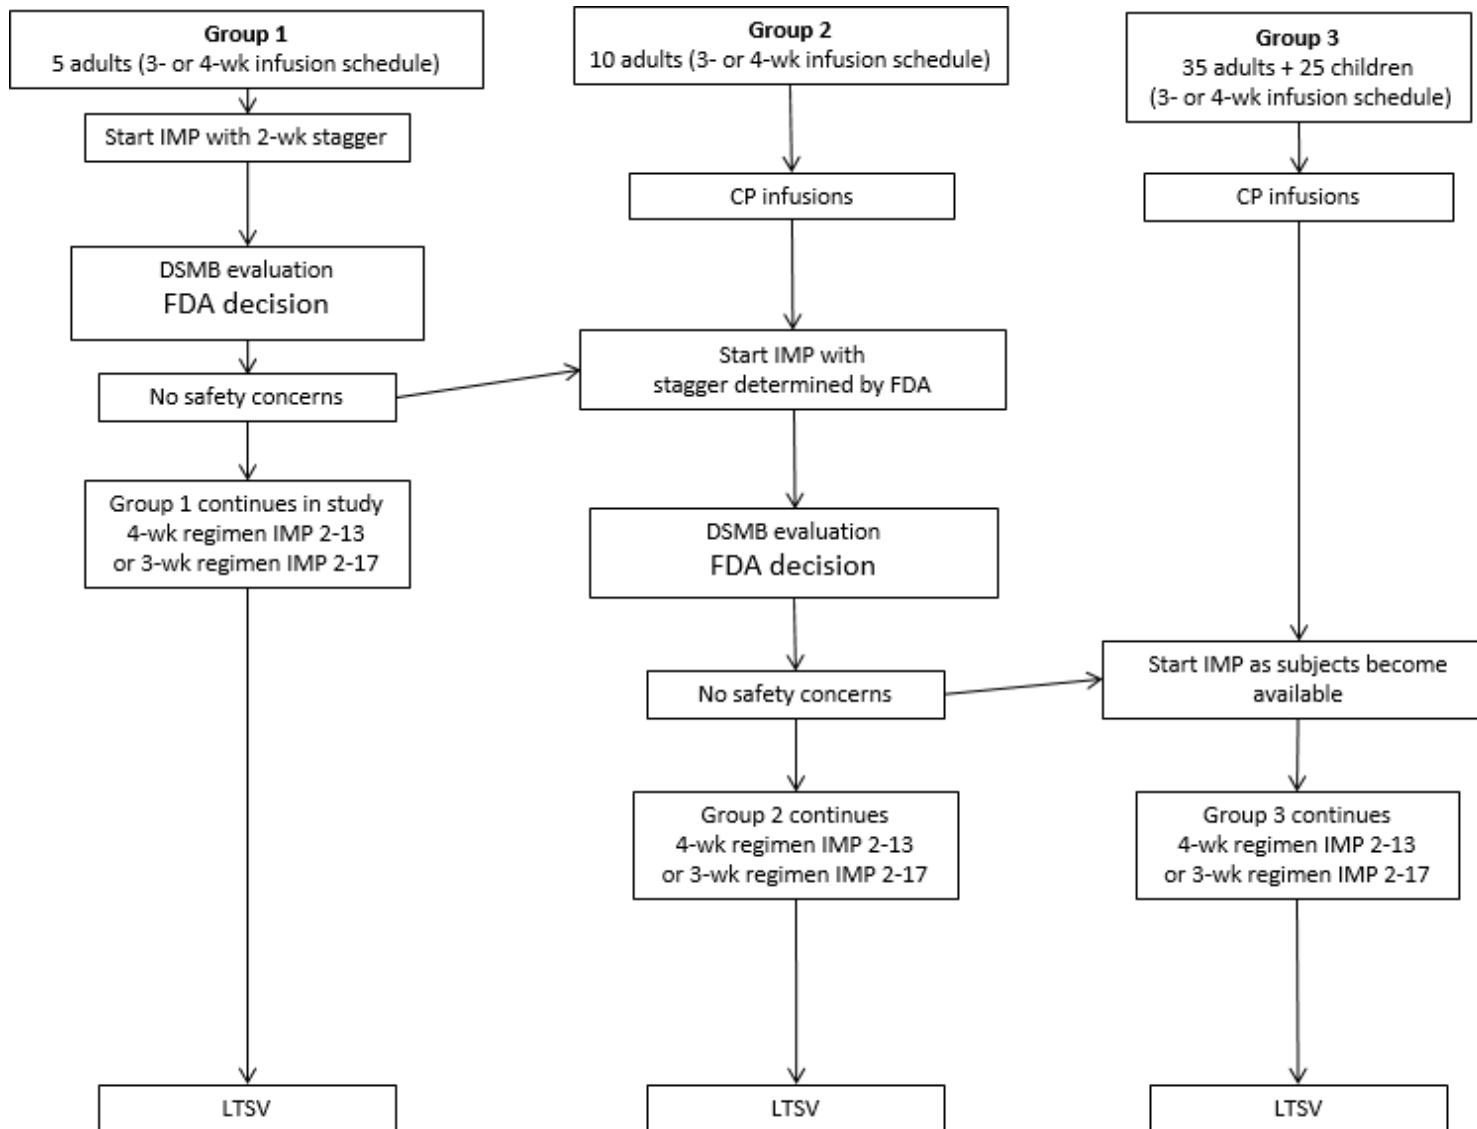 Group 1
5 adults (3- or 4-wk infusion schedule)
Start IMP with 2-wk stagger
DSMB evaluation
FDA decision
No safety concerns
Group 1 continues in study
4-wk regimen IMP 2-13
or 3-wk regimen IMP 2-17
LTSV
Group 2
10 adults (3- or 4-wk infusion schedule)
CP infusions
Start IMP with
stagger determined by FDA
DSMB evaluation
FDA decision
No safety concerns
Group 2 continues
4-wk regimen IMP 2-13
or 3-wk regimen IMP 2-17
LTSV
Group 3
35 adults + 25 children
(3- or 4-wk infusion schedule)
CP infusions
Start IMP as subjects become
available
Group 3 continues
4-wk regimen IMP 2-13
or 3-wk regimen IMP 2-17
LTSV